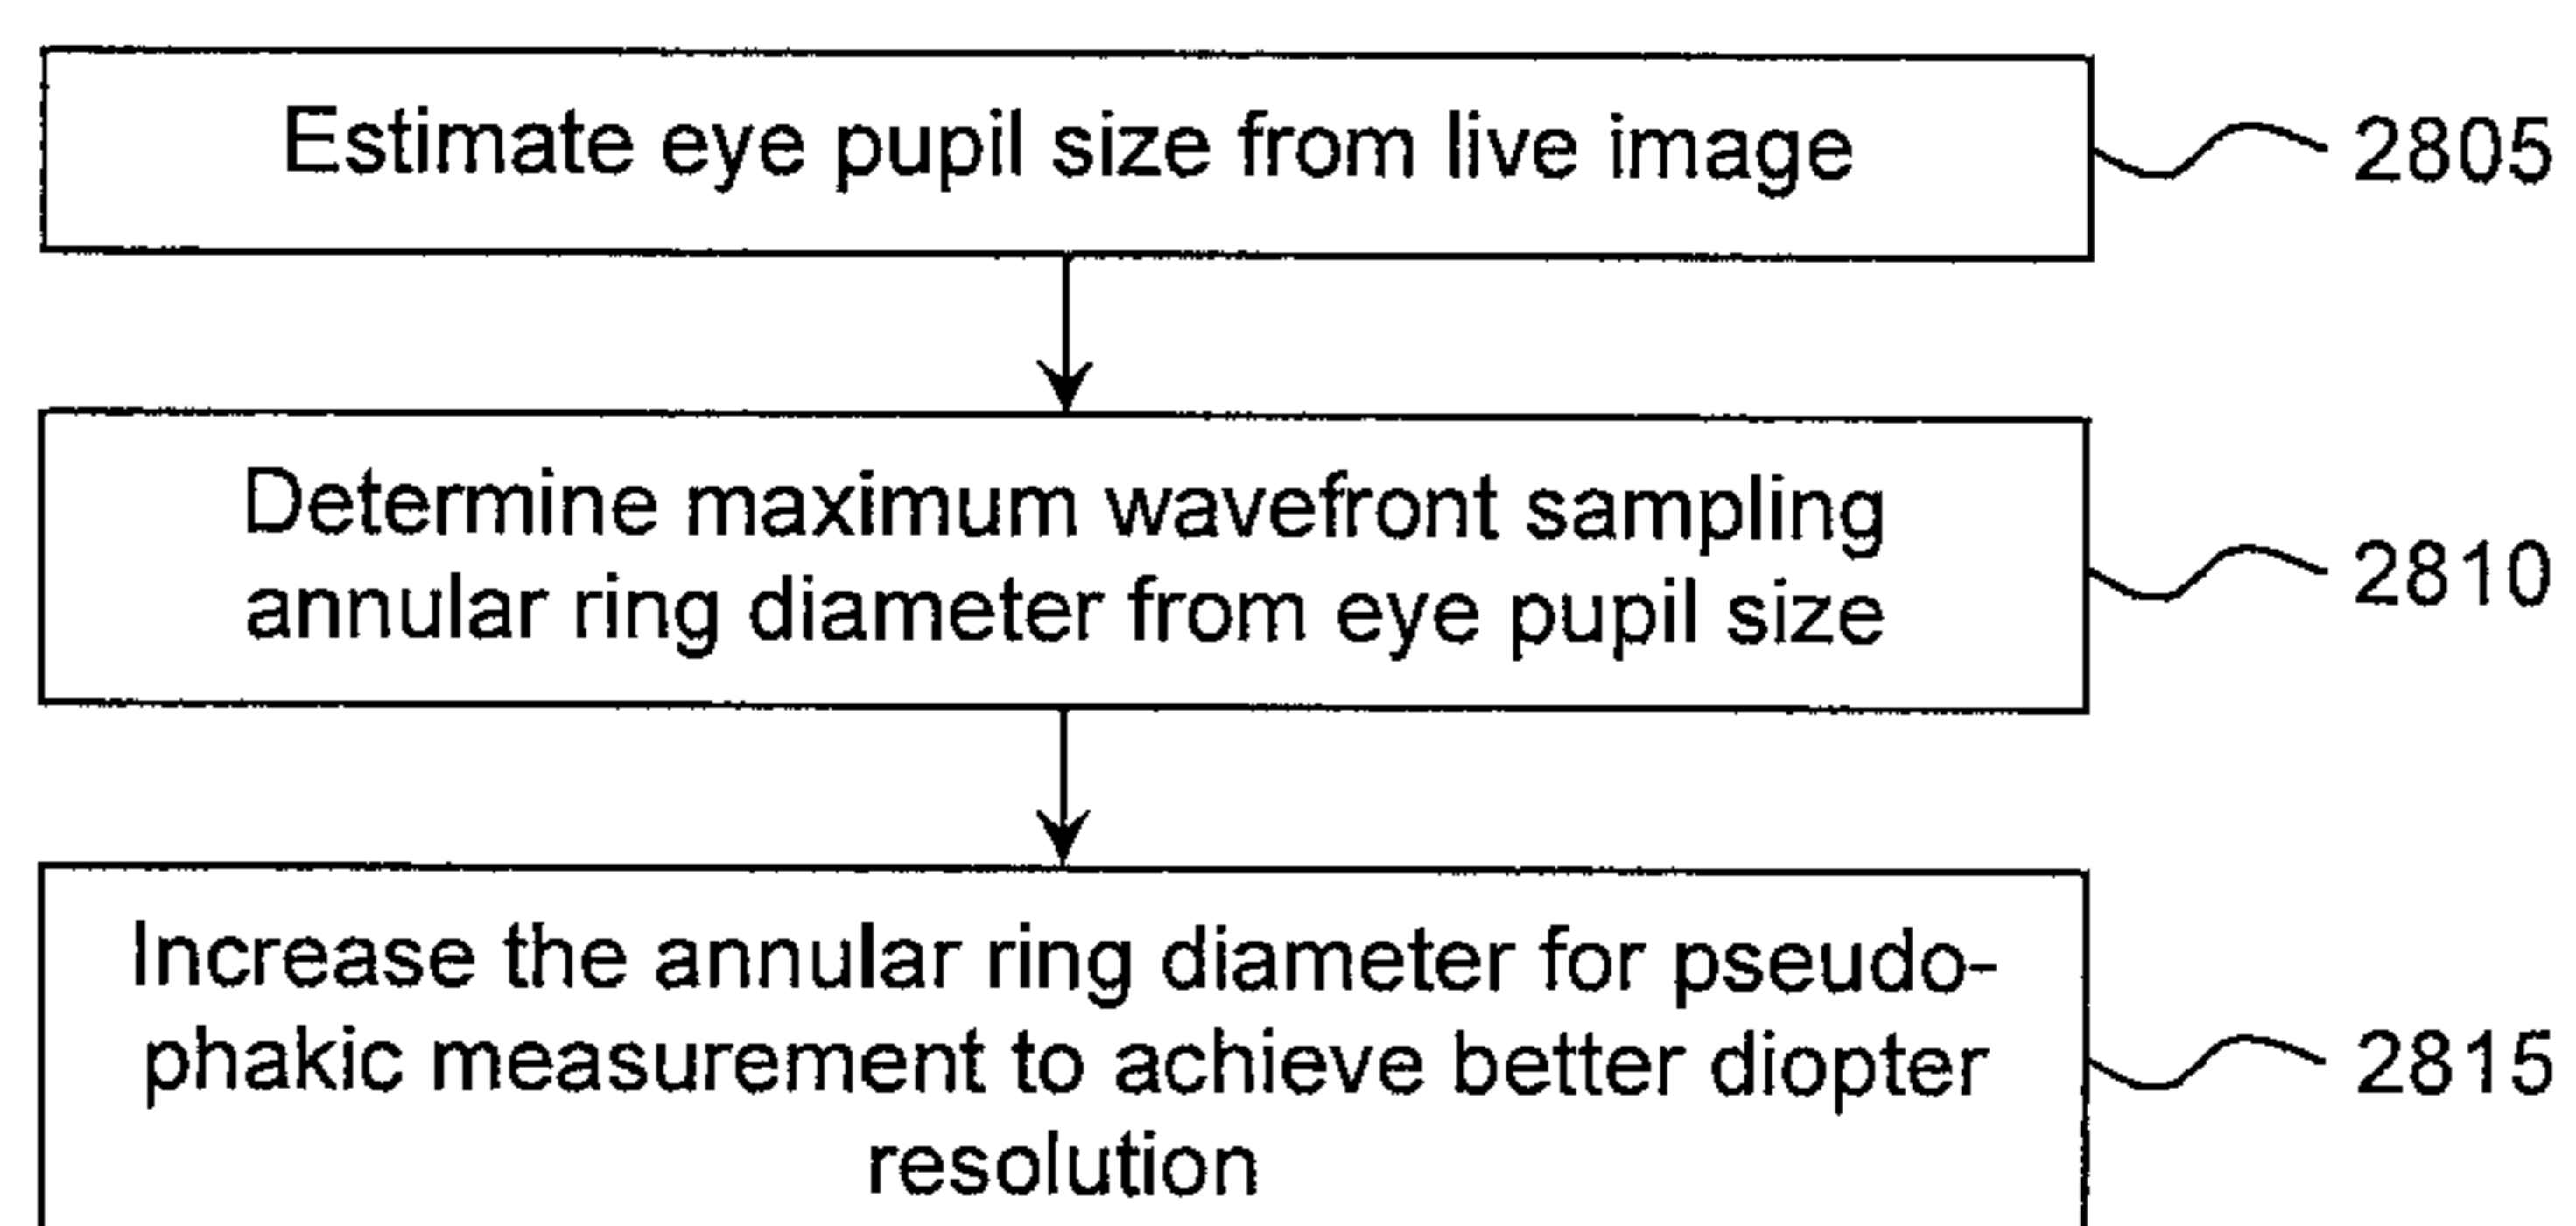 Estimate eye pupil size from live image
2805
Determine maximum wavefront sampling
annular ring diameter from eye pupil size
2810
Increase the annular ring diameter for pseudo-
phakic measurement to achieve better diopter
resolution
2815